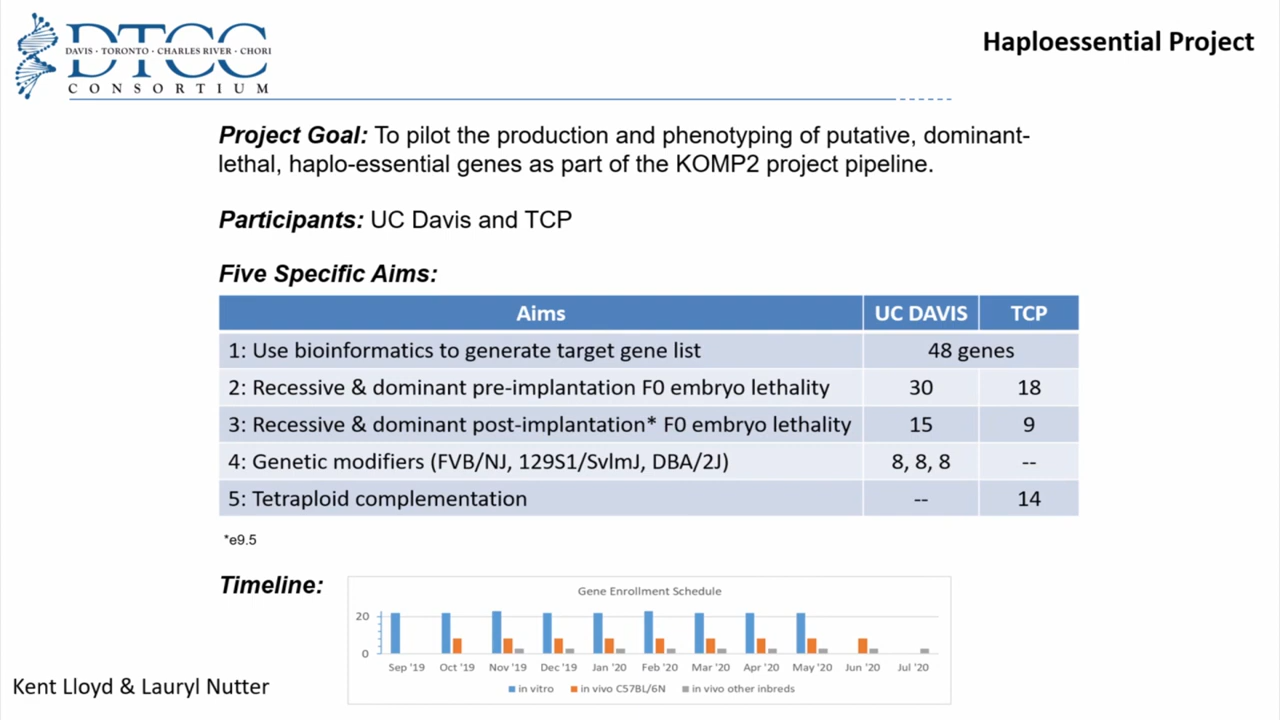 DAVIS · TORONTO · CHARLES RIVER · CHORI
DTCC
CONSORTIUM
Haploessential Project
Project Goal: To pilot the production and phenotyping of putative, dominant-
lethal, haplo-essential genes as part of the KOMP2 project pipeline.
Participants: UC Davis and TCP
Five Specific Aims:
Aims UC DAVIS TCP
1: Use bioinformatics to generate target gene list 48 genes
2: Recessive & dominant pre-implantation F0 embryo lethality 30 18
3: Recessive & dominant post-implantation* F0 embryo lethality 15 9
4: Genetic modifiers (FVB/NJ, 129S1/SvlmJ, DBA/2J) 8, 8, 8 --
5: Tetraploid complementation -- 14
*e9.5
Timeline:
Gene Enrollment Schedule
20
0
Sep '19 Oct '19 Nov '19 Dec '19 Jan '20 Feb '20 Mar '20 Apr '20 May '20 Jun '20 Jul '20
in vitro in vivo C57BL/6N in vivo other inbreds
Kent Lloyd & Lauryl Nutter